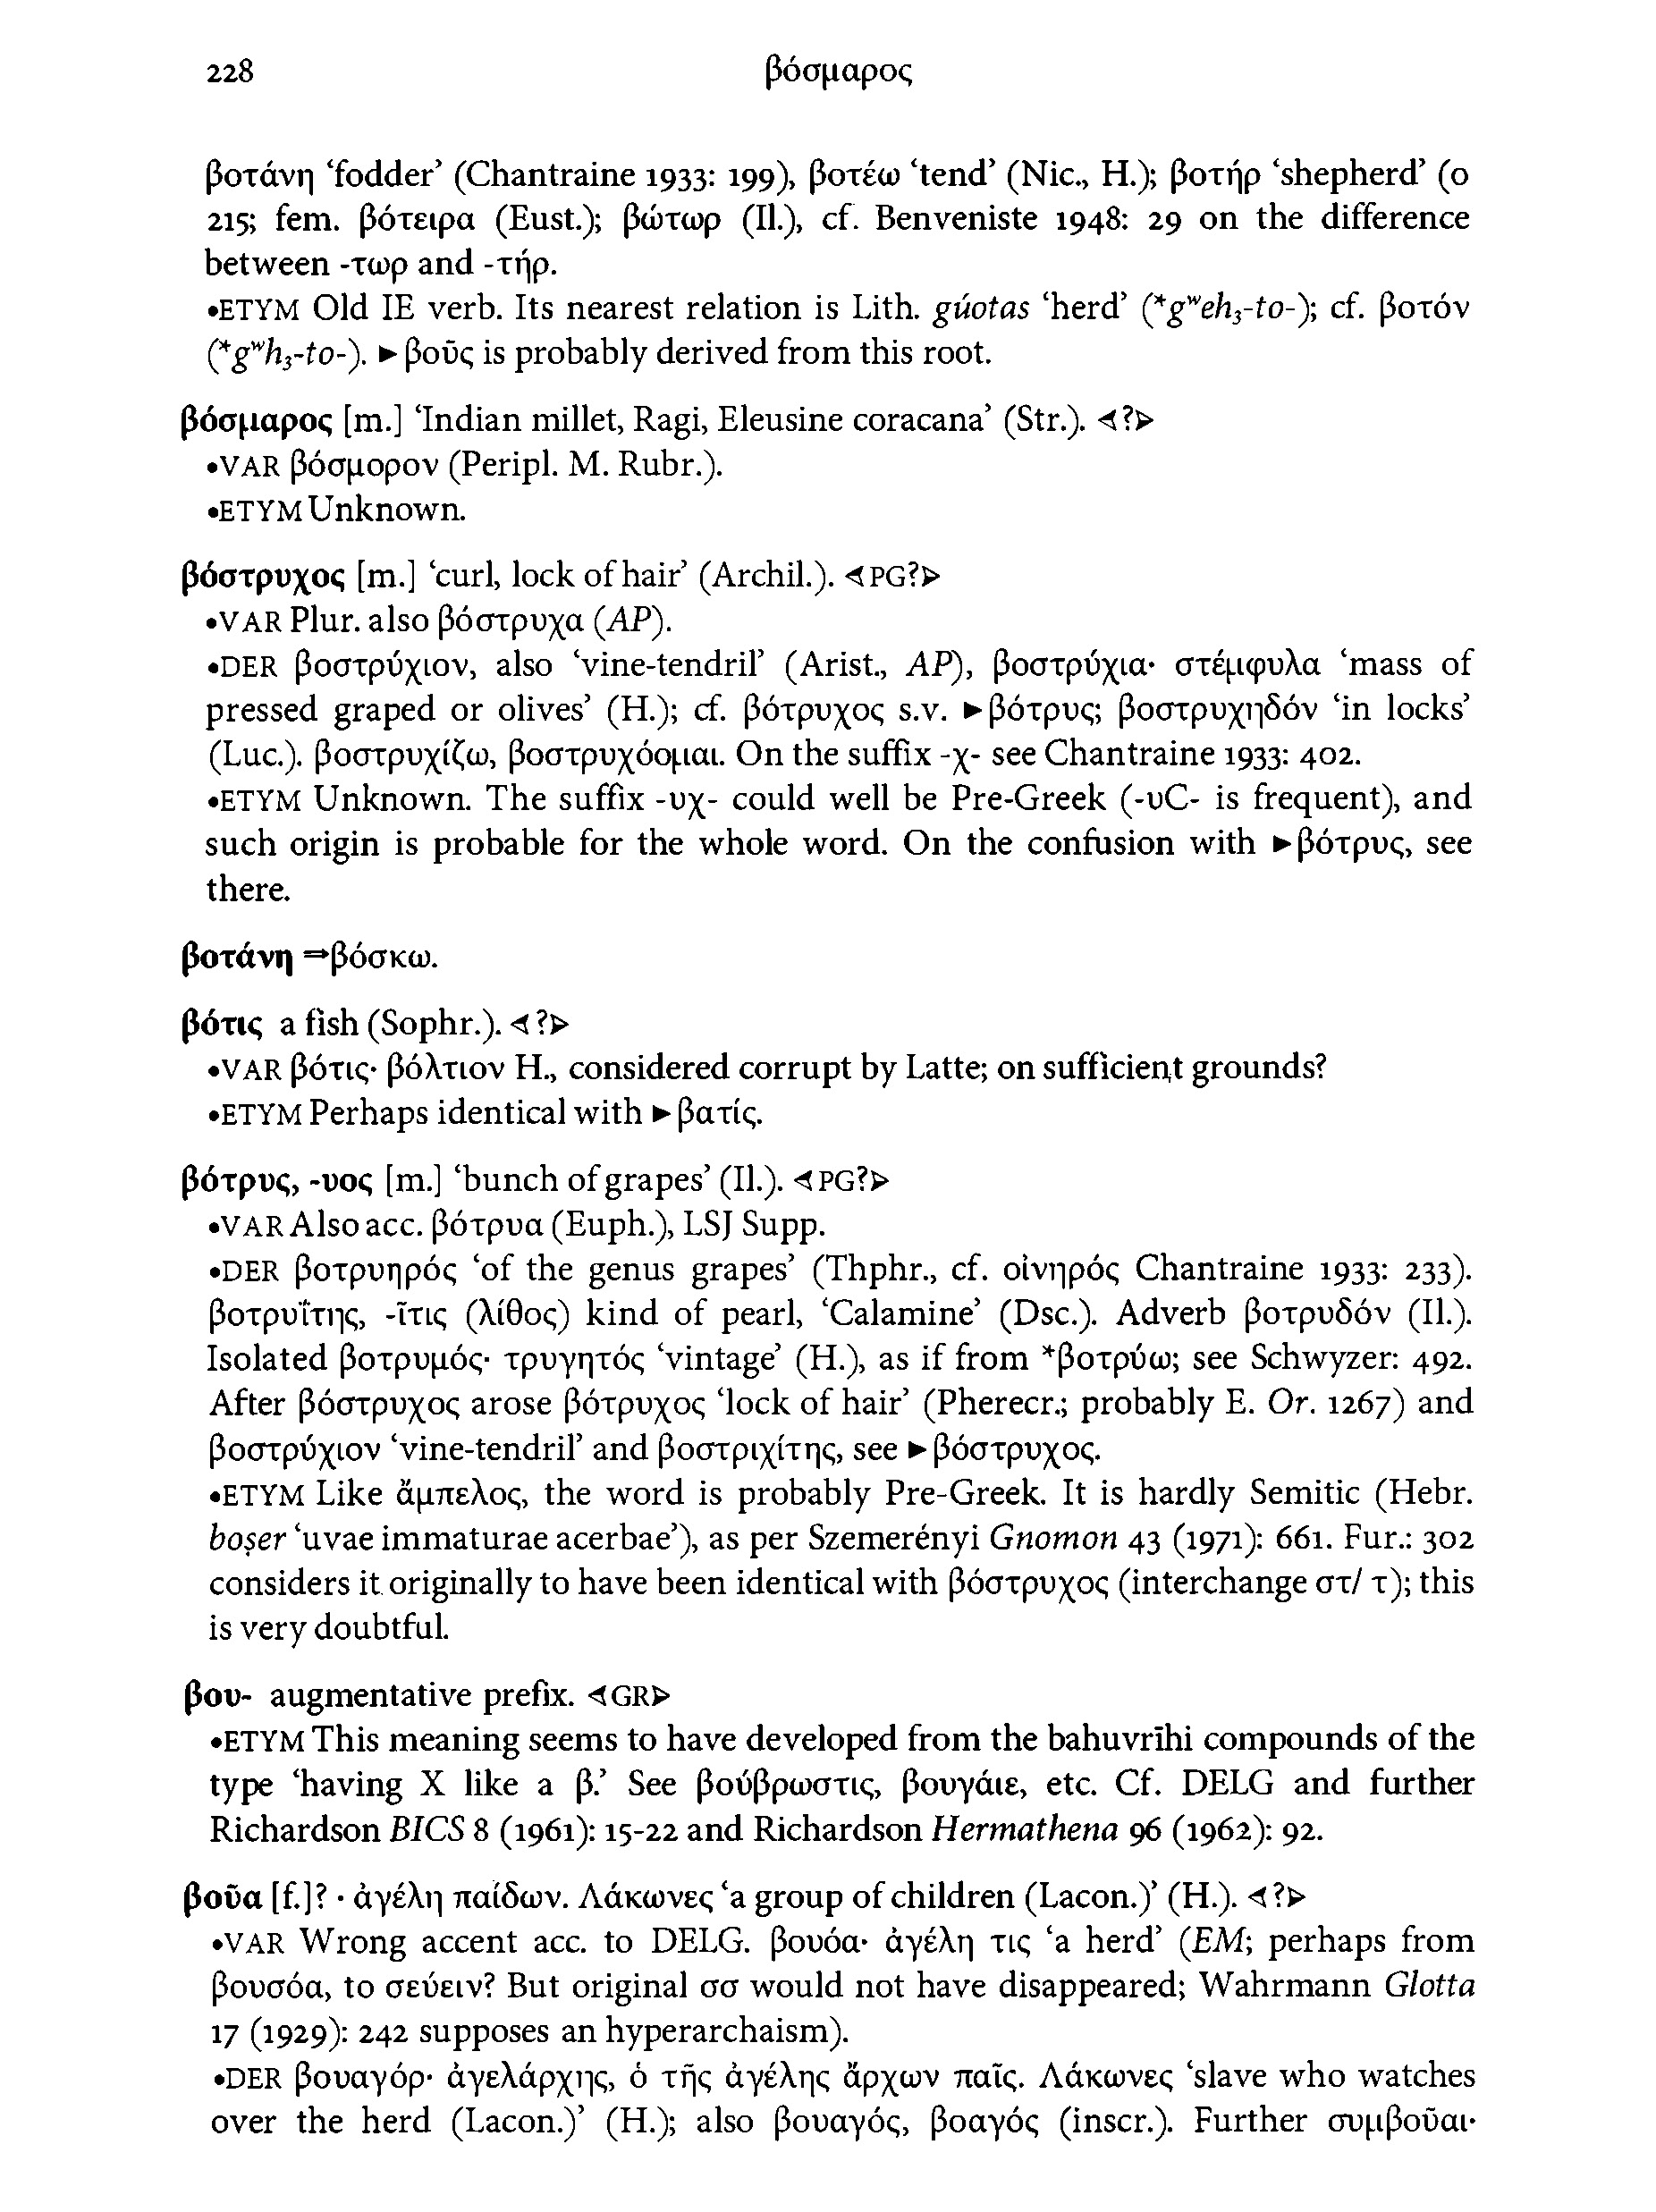 228 βόσμαρος
βοτάνη ‘fodder’ (Chantraine 1933: 199), βοτέω ‘tend’ (Nic., H.); βοτήρ ‘shepherd’ (ο
215; fem. βότειρα (Eust.); βώτωρ (Il.), cf. Benveniste 1948: 29 on the difference
between -τωρ and -τήρ.
•ETYM Old IE verb. Its nearest relation is Lith. gúotas ‘herd’ (*gʷeh₃-to-); cf. βοτόν
(*gʷh₃-to-). ►βοῦς is probably derived from this root.
βόσμαρος [m.] ‘Indian millet, Ragi, Eleusine coracana’ (Str.). ⊲?⊳
•VAR βόσμορον (Peripl. M. Rubr.).
•ETYM Unknown.
βόστρυχος [m.] ‘curl, lock of hair’ (Archil.). ⊲PG?⊳
•VAR Plur. also βόστρυχα (AP).
•DER βοστρύχιον, also ‘vine-tendril’ (Arist., AP), βοστρύχια· στέμφυλα ‘mass of
pressed graped or olives’ (H.); cf. βότρυχος s.v. ►βότρυς; βοστρυχηδόν ‘in locks’
(Luc.). βοστρυχίζω, βοστρυχόομαι. On the suffix -χ- see Chantraine 1933: 402.
•ETYM Unknown. The suffix -υχ- could well be Pre-Greek (-υC- is frequent), and
such origin is probable for the whole word. On the confusion with ►βότρυς, see
there.
βοτάνη ⇒βόσκω.
βότις a fish (Sophr.). ⊲?⊳
•VAR βότις· βόλτιον H., considered corrupt by Latte; on sufficient grounds?
•ETYM Perhaps identical with ►βατίς.
βότρυς, -υος [m.] ‘bunch of grapes’ (Il.). ⊲PG?⊳
•VAR Also acc. βότρυα (Euph.), LSJ Supp.
•DER βοτρυηρός ‘of the genus grapes’ (Thphr., cf. οἰνηρός Chantraine 1933: 233).
βοτρυΐτης, -ῖτις (λίθος) kind of pearl, ‘Calamine’ (Dsc.). Adverb βοτρυδόν (Il.).
Isolated βοτρυμός· τρυγητός ‘vintage’ (H.), as if from *βοτρύω; see Schwyzer: 492.
After βόστρυχος arose βότρυχος ‘lock of hair’ (Pherecr.; probably E. Or. 1267) and
βοστρύχιον ‘vine-tendril’ and βοστριχίτης, see ►βόστρυχος.
•ETYM Like ἄμπελος, the word is probably Pre-Greek. It is hardly Semitic (Hebr.
boṣer ‘uvae immaturae acerbae’), as per Szemerényi Gnomon 43 (1971): 661. Fur.: 302
considers it originally to have been identical with βόστρυχος (interchange στ/ τ); this
is very doubtful.
βου- augmentative prefix. ⊲GR⊳
•ETYM This meaning seems to have developed from the bahuvrīhi compounds of the
type ‘having X like a β.’ See βούβρωστις, βουγάϊε, etc. Cf. DELG and further
Richardson BICS 8 (1961): 15-22 and Richardson Hermathena 96 (1962): 92.
βοῦα [f.]? · ἀγέλη παίδων. Λάκωνες ‘a group of children (Lacon.)’ (H.). ⊲?⊳
•VAR Wrong accent acc. to DELG. βουόα· ἀγέλη τις ‘a herd’ (EM; perhaps from
βουσόα, to σεύειν? But original σσ would not have disappeared; Wahrmann Glotta
17 (1929): 242 supposes an hyperarchaism).
•DER βουαγόρ· ἀγελάρχης, ὁ τῆς ἀγέλης ἄρχων παῖς. Λάκωνες ‘slave who watches
over the herd (Lacon.)’ (H.); also βουαγός, βοαγός (inscr.). Further συμβοῦαι·